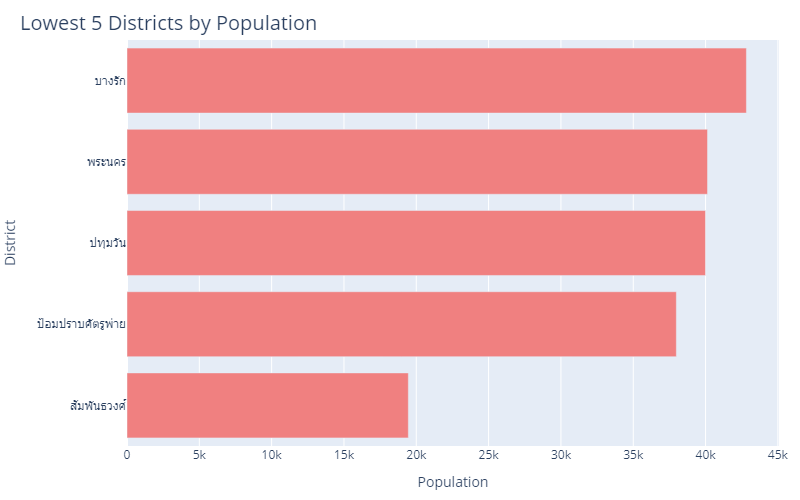 Lowest 5 Districts by Population
บางรัก
พระนคร
ปทุมวัน
ป้อมปราบศัตรูพ่าย
สัมพันธวงศ์
District
0 5k 10k 15k 20k 25k 30k 35k 40k 45k
Population